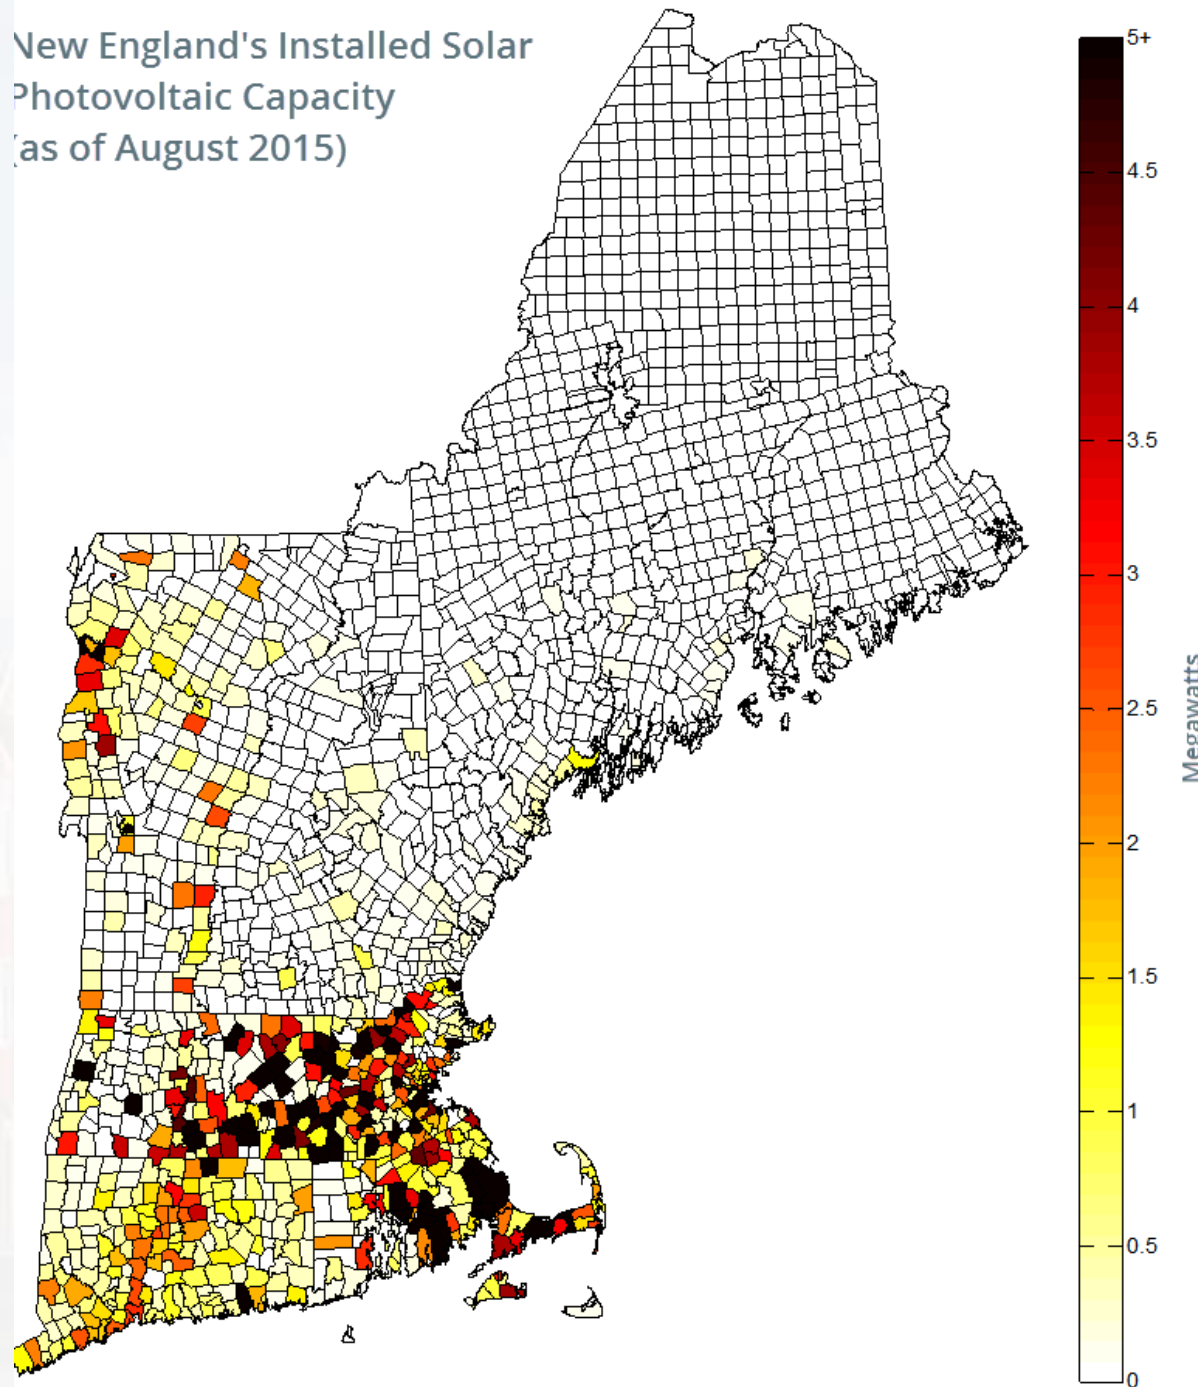 New England's Installed Solar
Photovoltaic Capacity
(as of August 2015)
5+
4.5
4
3.5
3
2.5
2
1.5
1
0.5
0
Megawatts